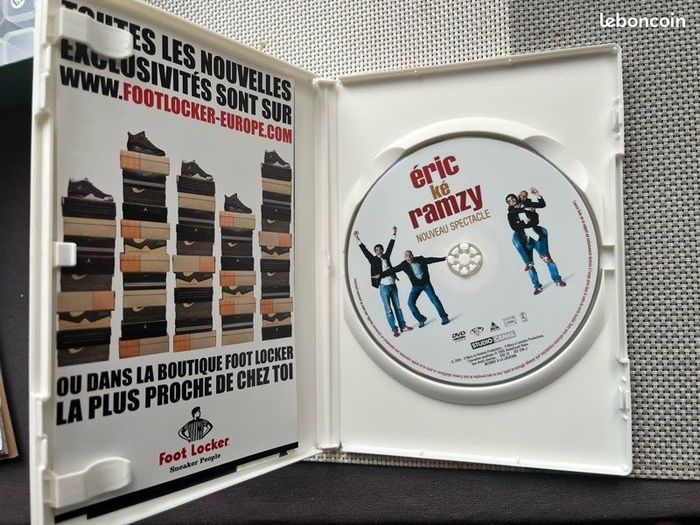 leboncoin
TOUTES LES NOUVELLES
EXCLUSIVITÉS SONT SUR
WWW.FOOTLOCKER-EUROPE.COM
OU DANS LA BOUTIQUE FOOT LOCKER
LA PLUS PROCHE DE CHEZ TOI
Foot Locker
Sneaker People
éric
ké
ramzy
NOUVEAU SPECTACLE
DVD
STUDIO CANAL